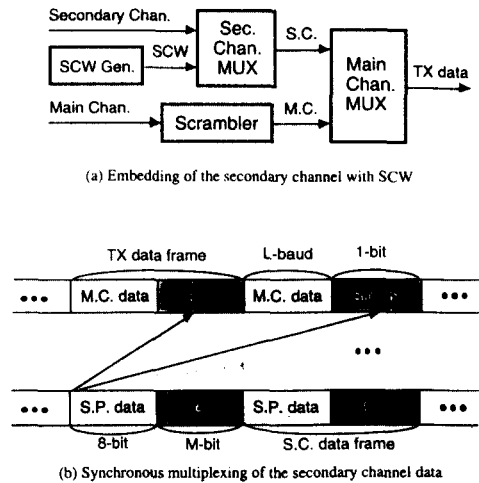 Secondary Chan.
SCW
SCW Gen.
Sec.
Chan.
MUX
S.C.
Main
Chan.
MUX
TX data
Main Chan.
Scrambler
M.C.
(a) Embedding of the secondary channel with SCW
TX data frame
L-baud
1-bit
••• M.C. data M.C. data •••
•••
••• S.P. data S.P. data •••
8-bit
M-bit
S.C. data frame
(b) Synchronous multiplexing of the secondary channel data